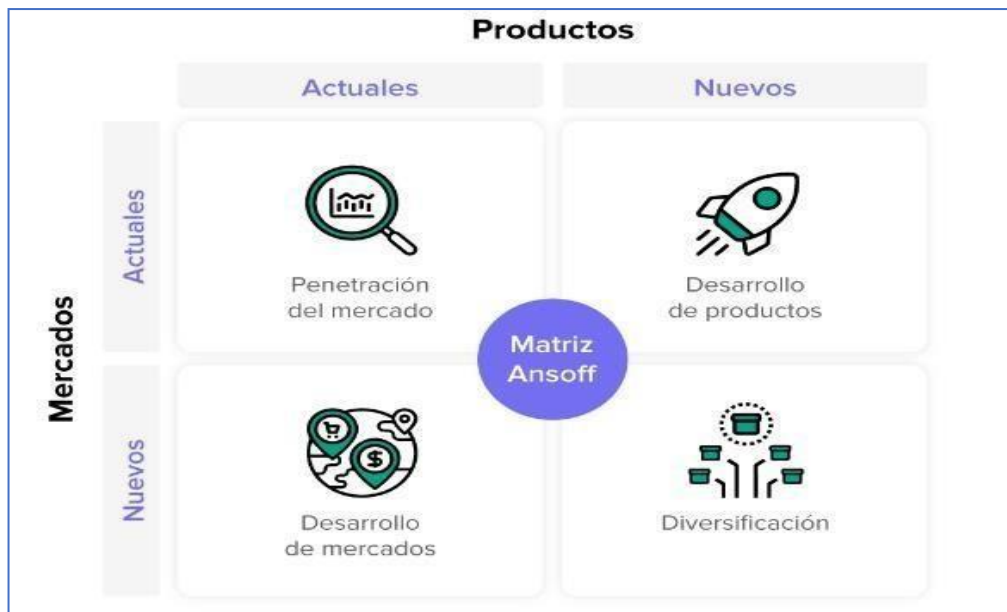 Productos
Actuales
Nuevos
Mercados
Actuales
Penetración
del mercado
Desarrollo
de productos
Matriz
Ansoff
Nuevos
$
Desarrollo
de mercados
Diversificación